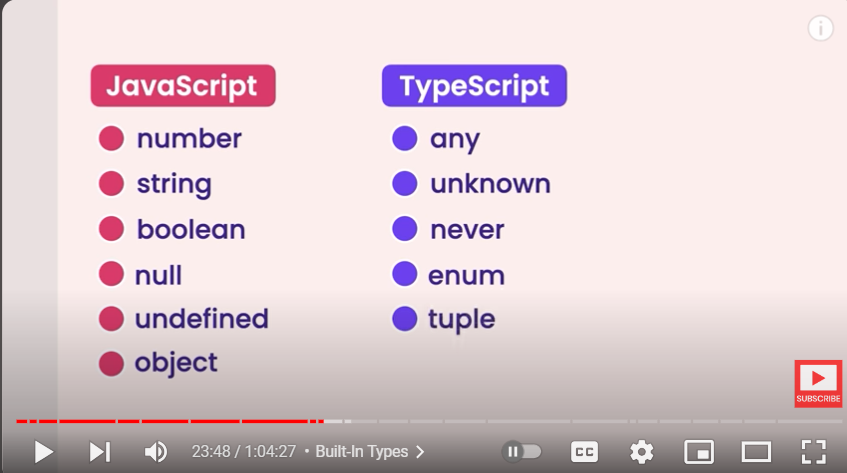 JavaScript
number
string
boolean
null
undefined
object
TypeScript
any
unknown
never
enum
tuple
SUBSCRIBE
23:48 / 1:04:27 • Built-In Types >
CC